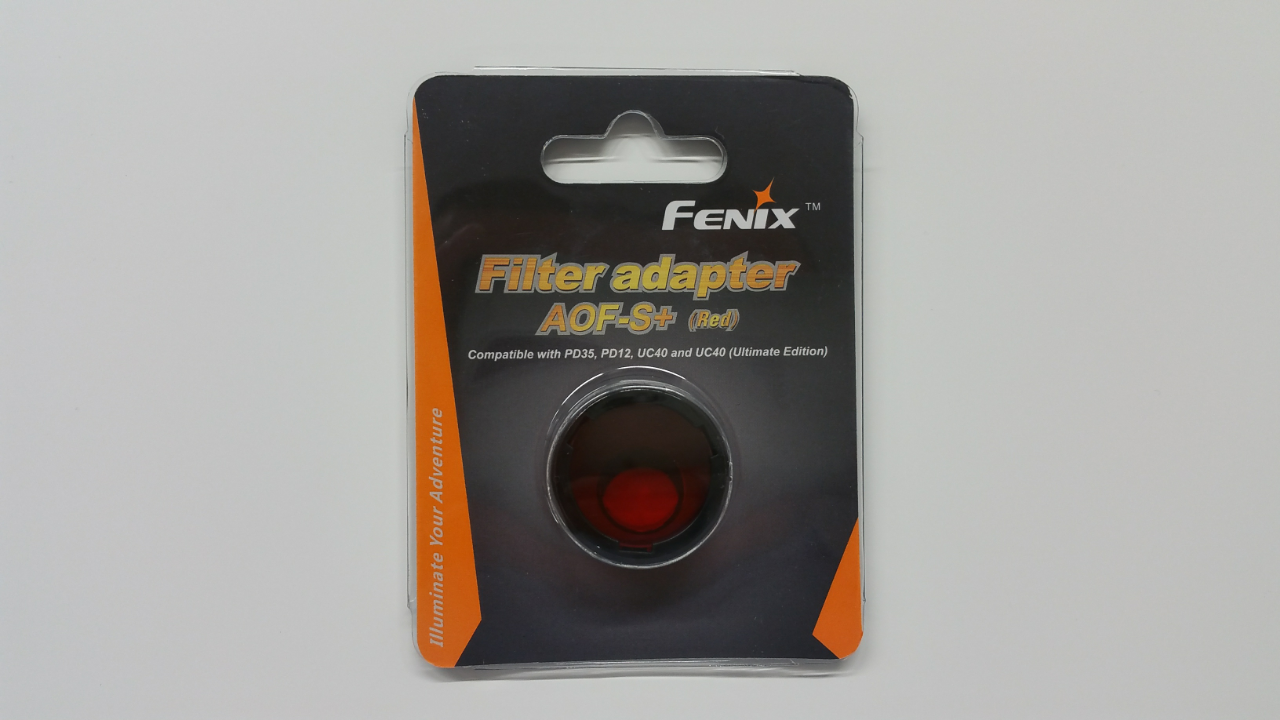 FENIX™
Filter adapter
AOF-S+ (Red)
Compatible with PD35, PD12, UC40 and UC40 (Ultimate Edition)
Illuminate Your Adventure